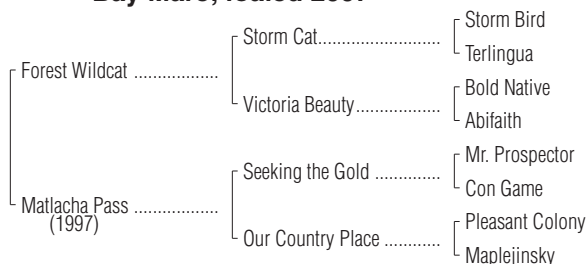 Bay Mare, foaled
Storm Bird
Storm Cat..........................
Terlingua
Forest Wildcat ..................
Bold Native
Victoria Beauty..................
Abifaith
Mr. Prospector
Seeking the Gold ..............
Con Game
Matlacha Pass ..................
(1997)
Pleasant Colony
Our Country Place ............
Maplejinsky